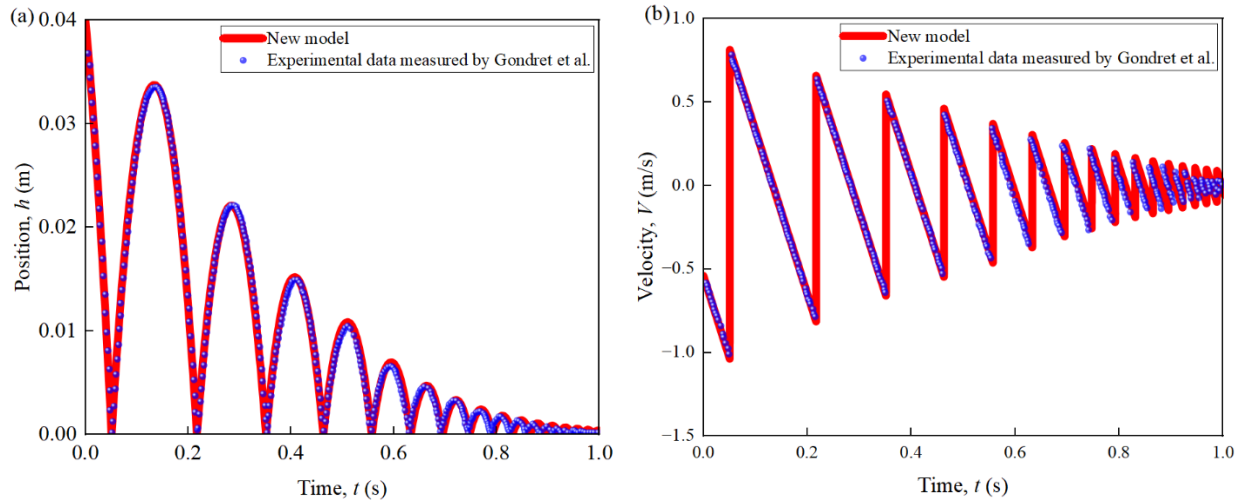 (a)
0.04
0.03
0.02
0.01
0.00
Position, h (m)
New model
Experimental data measured by Gondret et al.
0.0
0.2
0.4
0.6
0.8
1.0
Time, t (s)
(b)
1.0
0.5
0.0
−0.5
−1.0
−1.5
Velocity, V (m/s)
New model
Experimental data measured by Gondret et al.
0.0
0.2
0.4
0.6
0.8
1.0
Time, t (s)